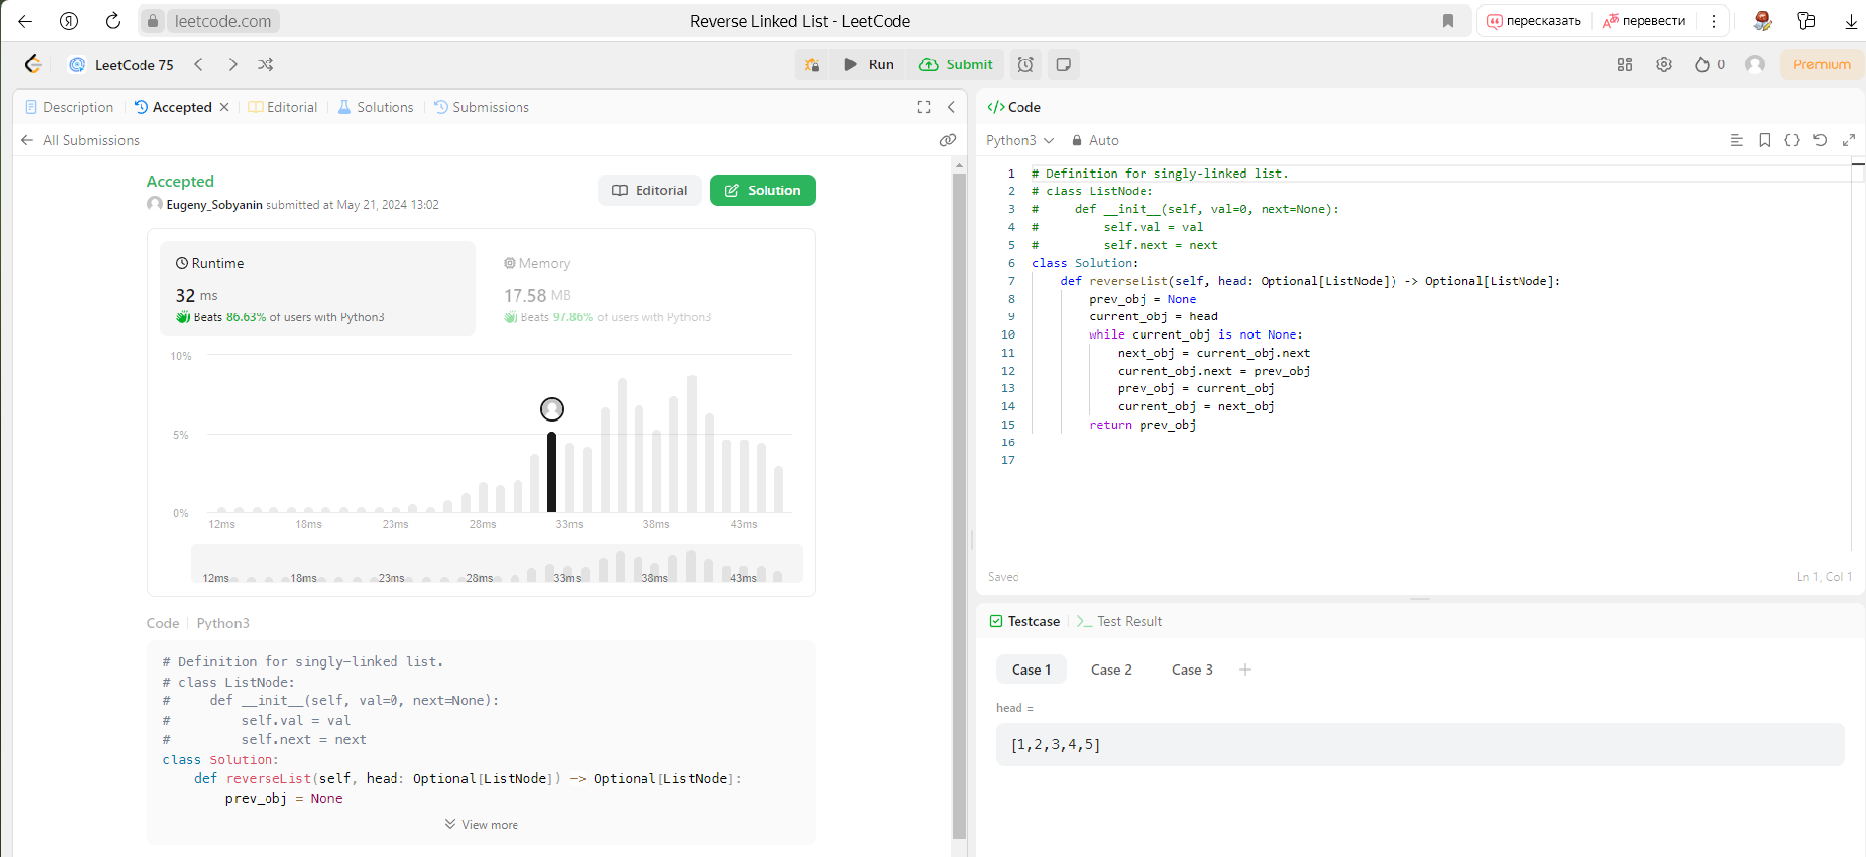 leetcode.com
Reverse Linked List - LeetCode
пересказать
перевести
LeetCode 75
Run
Submit
0
Premium
Description
Accepted
Editorial
Solutions
Submissions
All Submissions
Accepted
Eugeny_Sobyanin submitted at May 21, 2024 13:02
Editorial
Solution
Runtime
32 ms
Beats 86.63% of users with Python3
Memory
17.58 MB
Beats 97.86% of users with Python3
10%
5%
0%
12ms 18ms 23ms 28ms 33ms 38ms 43ms
12ms 18ms 23ms 28ms 33ms 38ms 43ms
Code | Python3
# Definition for singly-linked list.
# class ListNode:
#     def __init__(self, val=0, next=None):
#         self.val = val
#         self.next = next
class Solution:
    def reverseList(self, head: Optional[ListNode]) -> Optional[ListNode]:
        prev_obj = None
View more
</> Code
Python3
Auto
1 # Definition for singly-linked list.
2 # class ListNode:
3 #     def __init__(self, val=0, next=None):
4 #         self.val = val
5 #         self.next = next
6 class Solution:
7     def reverseList(self, head: Optional[ListNode]) -> Optional[ListNode]:
8         prev_obj = None
9         current_obj = head
10         while current_obj is not None:
11             next_obj = current_obj.next
12             current_obj.next = prev_obj
13             prev_obj = current_obj
14             current_obj = next_obj
15         return prev_obj
16
17
Saved
Ln 1, Col 1
Testcase
>_ Test Result
Case 1
Case 2
Case 3
+
head =
[1,2,3,4,5]